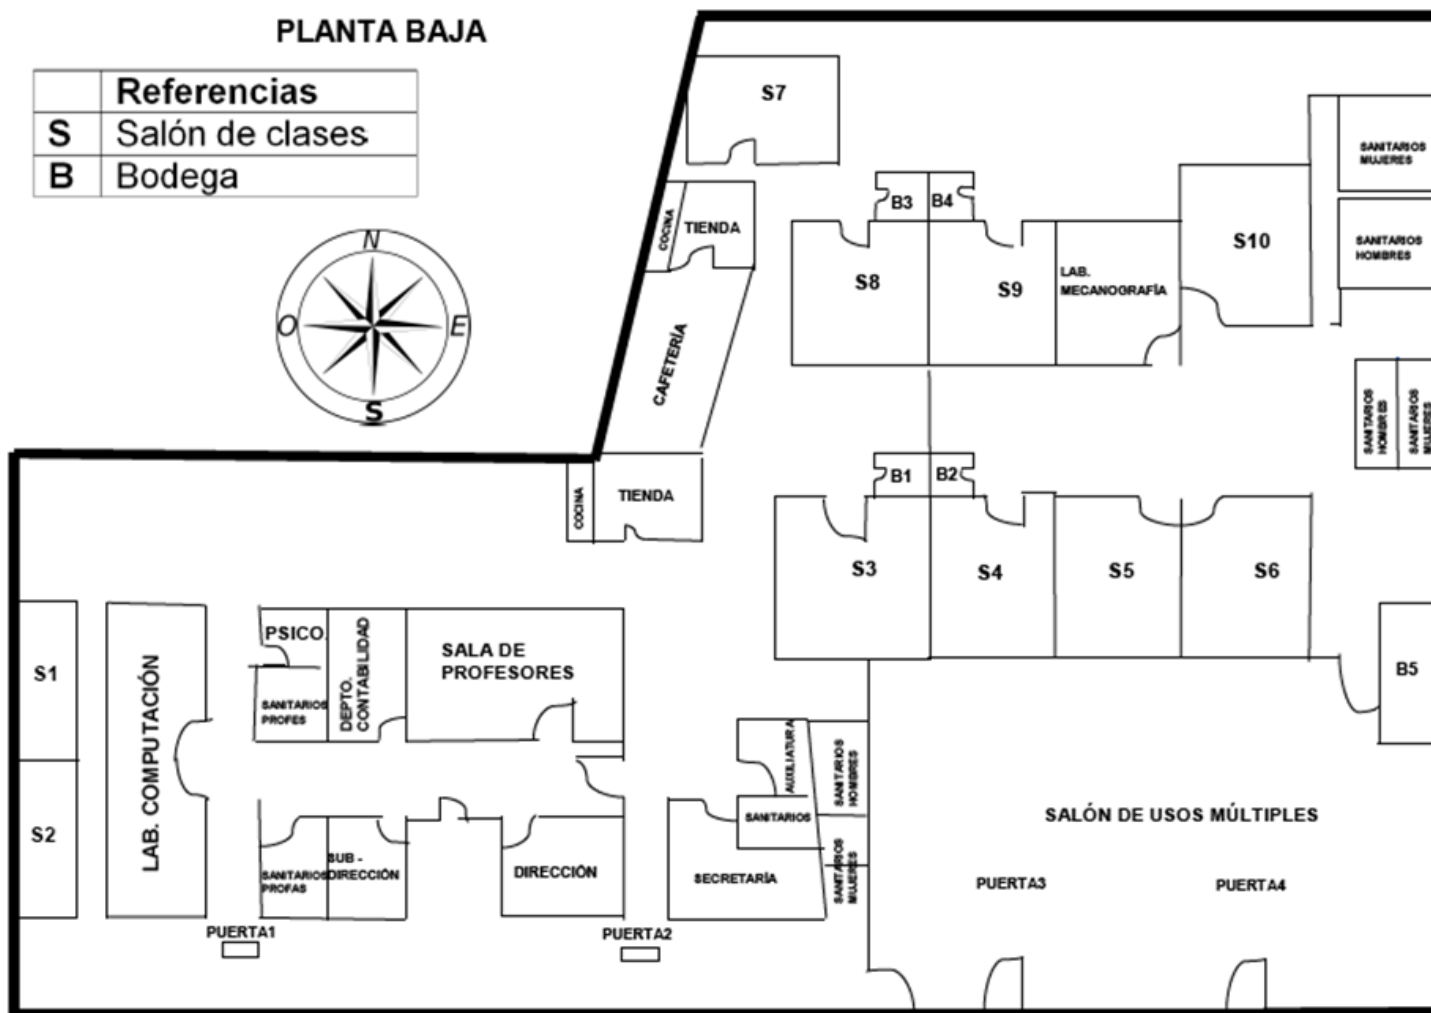 PLANTA BAJA
Referencias
S Salón de clases
B Bodega
N
O
E
S
S7
SANITARIOS
MUJERES
B3
B4
COCINA
TIENDA
S10
SANITARIOS
HOMBRES
S8
S9
LAB.
MECANOGRAFÍA
CAFETERÍA
SANITARIOS
HOMBRES
SANITARIOS
MUJERES
COCINA
TIENDA
B1
B2
S3
S4
S5
S6
S1
LAB. COMPUTACIÓN
PSICO.
DEPTO.
CONTABILIDAD
SALA DE
PROFESORES
B5
SANITARIOS
PROFES
AUXILIATURA
SANITARIOS
HOMBRES
S2
SANITARIOS
SALÓN DE USOS MÚLTIPLES
SANITARIOS
PROFAS
SUB -
DIRECCIÓN
DIRECCIÓN
SECRETARÍA
SANITARIOS
MUJERES
PUERTA3
PUERTA4
PUERTA1
PUERTA2